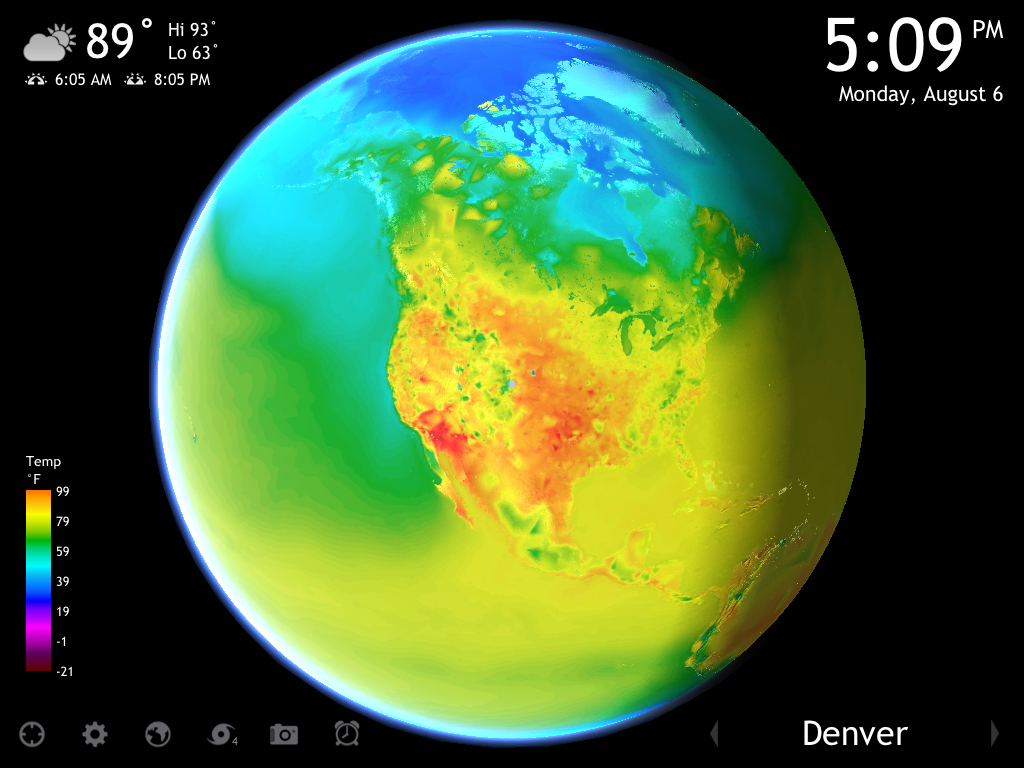 89° Hi 93°
Lo 63°
6:05 AM 8:05 PM
5:09 PM
Monday, August 6
Temp
°F
99
79
59
39
19
-1
-21
4
Denver